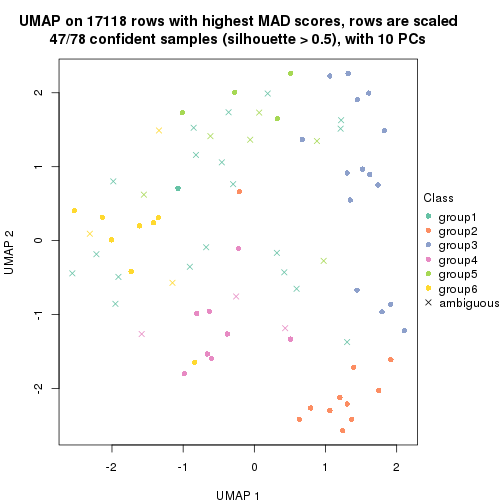 UMAP on 17118 rows with highest MAD scores, rows are scaled
47/78 confident samples (silhouette > 0.5), with 10 PCs
2
1
0
-1
-2
UMAP 2
-2
-1
0
1
2
UMAP 1
Class
group1
group2
group3
group4
group5
group6
ambiguous